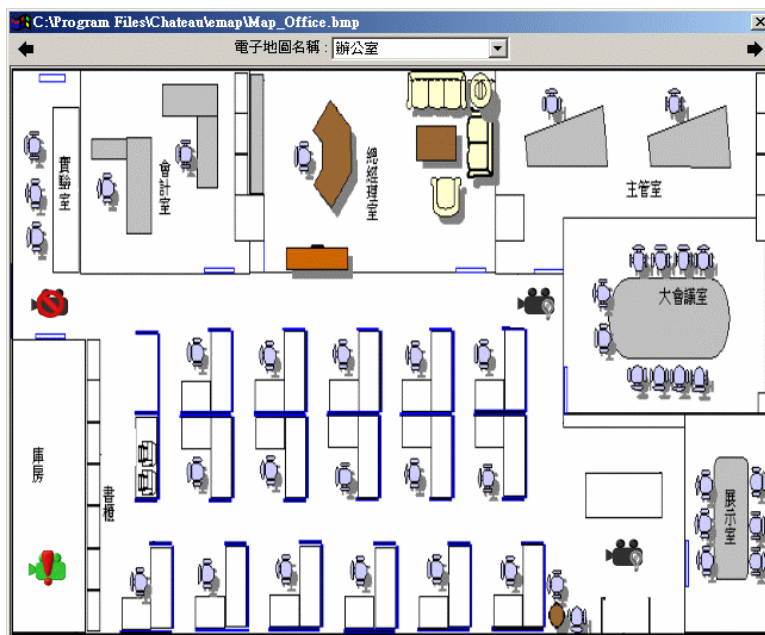 C:\Program Files\Chateau\emap\Map_Office.bmp
電子地圖名稱 : 辦公室
實驗室
會計室
總經理室
主管室
大會議室
庫房
書櫃
展示室